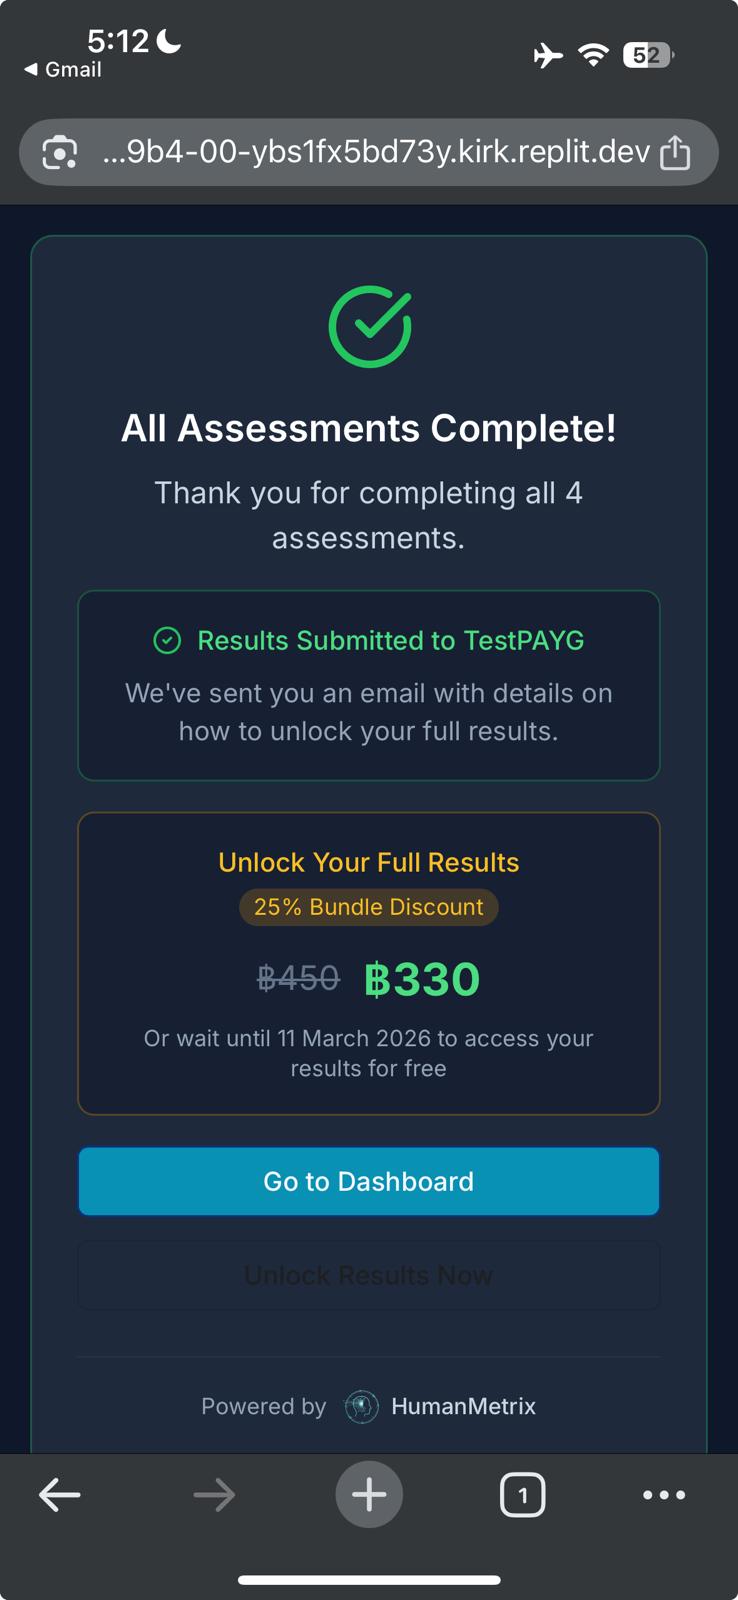 5:12
52
Gmail
...9b4-00-ybs1fx5bd73y.kirk.replit.dev
All Assessments Complete!
Thank you for completing all 4
assessments.
Results Submitted to TestPAYG
We've sent you an email with details on
how to unlock your full results.
Unlock Your Full Results
25% Bundle Discount
฿450 ฿330
Or wait until 11 March 2026 to access your
results for free
Go to Dashboard
Unlock Results Now
Powered by HumanMetrix
1